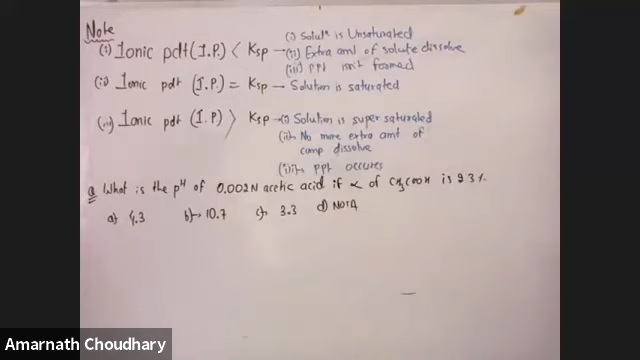 Note
(i) Ionic pdt (I.P.) < Ksp — (i) Soluⁿ is Unsaturated
(ii) Extra amt of solute dissolve
(iii) PPT isn't formed
(ii) Ionic pdt (I.P.) = Ksp — Solution is saturated
(iii) Ionic pdt (I.P) > Ksp — (i) Solution is super saturated
(ii) No more extra amt of
comp dissolve
(iii) PPt occures
Q What is the pH of 0.002N acetic acid if α of CH3COOH is 2.3%.
a) 4.3 b) 10.7 c) 3.3 d) NOTA
Amarnath Choudhary